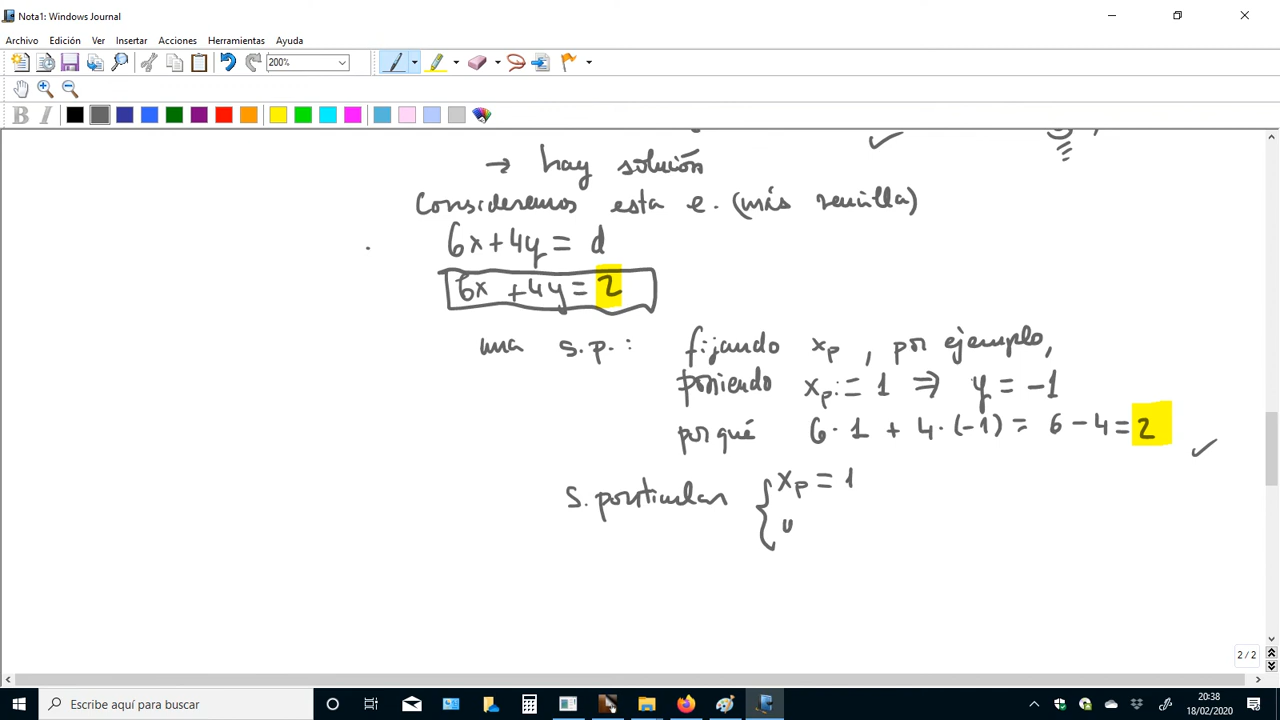 Nota1: Windows Journal
Archivo Edición Ver Insertar Acciones Herramientas Ayuda
200%
B I
→ hay solución
Consideremos esta e. (más sencilla)
6x+4y = d
6x +4y = 2
una s.p.: fijando xp, por ejemplo,
poniendo xp:= 1 ⇒ y = -1
porqué 6·1 + 4·(-1) = 6 - 4 = 2 ✓
S. particular { xp = 1
2 / 2
Escribe aquí para buscar
20:38
18/02/2020